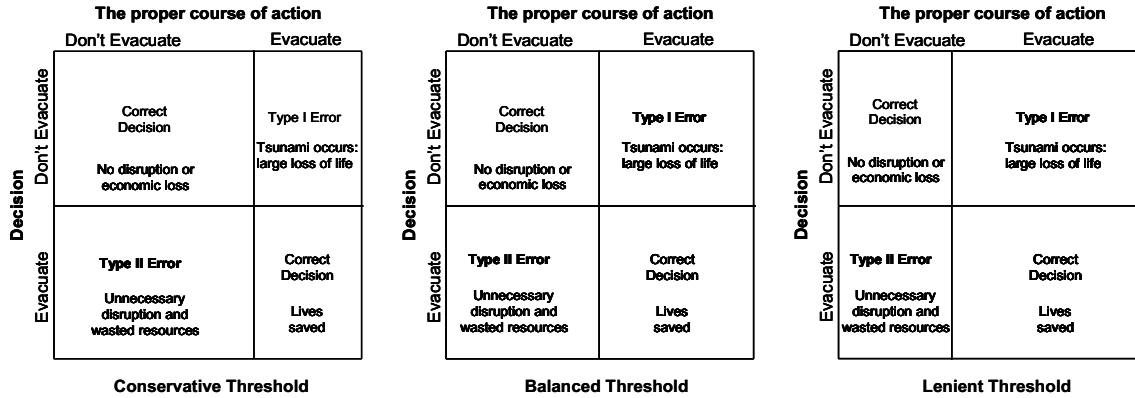 The proper course of action
Don't Evacuate
Evacuate
Decision
Don't Evacuate
Evacuate
Correct
Decision
No disruption or
economic loss
Type I Error
Tsunami occurs:
large loss of life
Type II Error
Unnecessary
disruption and
wasted resources
Correct
Decision
Lives
saved
Conservative Threshold
The proper course of action
Don't Evacuate
Evacuate
Decision
Don't Evacuate
Evacuate
Correct
Decision
No disruption or
economic loss
Type I Error
Tsunami occurs:
large loss of life
Type II Error
Unnecessary
disruption and
wasted resources
Correct
Decision
Lives
saved
Balanced Threshold
The proper course of action
Don't Evacuate
Evacuate
Decision
Don't Evacuate
Evacuate
Correct
Decision
No disruption or
economic loss
Type I Error
Tsunami occurs:
large loss of life
Type II Error
Unnecessary
disruption and
wasted resources
Correct
Decision
Lives
saved
Lenient Threshold